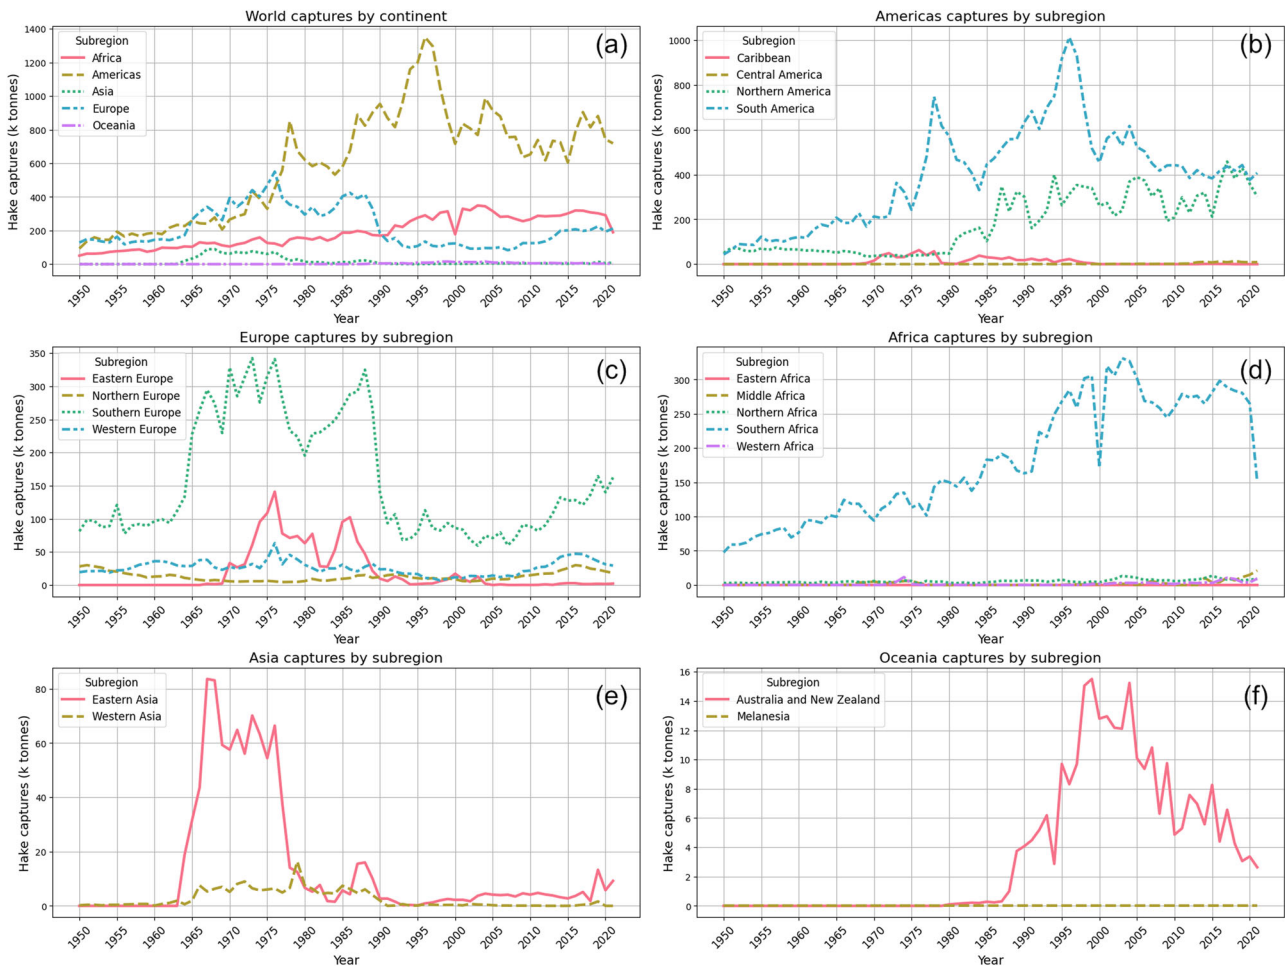 World captures by continent
(a)
Subregion
Africa
Americas
Asia
Europe
Oceania
Hake captures (k tonnes)
1400
1200
1000
800
600
400
200
0
1950 1955 1960 1965 1970 1975 1980 1985 1990 1995 2000 2005 2010 2015 2020
Year
Americas captures by subregion
(b)
Subregion
Caribbean
Central America
Northern America
South America
Hake captures (k tonnes)
1000
800
600
400
200
0
1950 1955 1960 1965 1970 1975 1980 1985 1990 1995 2000 2005 2010 2015 2020
Year
Europe captures by subregion
(c)
Subregion
Eastern Europe
Northern Europe
Southern Europe
Western Europe
Hake captures (k tonnes)
350
300
250
200
150
100
50
0
1950 1955 1960 1965 1970 1975 1980 1985 1990 1995 2000 2005 2010 2015 2020
Year
Africa captures by subregion
(d)
Subregion
Eastern Africa
Middle Africa
Northern Africa
Southern Africa
Western Africa
Hake captures (k tonnes)
300
250
200
150
100
50
0
1950 1955 1960 1965 1970 1975 1980 1985 1990 1995 2000 2005 2010 2015 2020
Year
Asia captures by subregion
(e)
Subregion
Eastern Asia
Western Asia
Hake captures (k tonnes)
80
60
40
20
0
1950 1955 1960 1965 1970 1975 1980 1985 1990 1995 2000 2005 2010 2015 2020
Year
Oceania captures by subregion
(f)
Subregion
Australia and New Zealand
Melanesia
Hake captures (k tonnes)
16
14
12
10
8
6
4
2
0
1950 1955 1960 1965 1970 1975 1980 1985 1990 1995 2000 2005 2010 2015 2020
Year